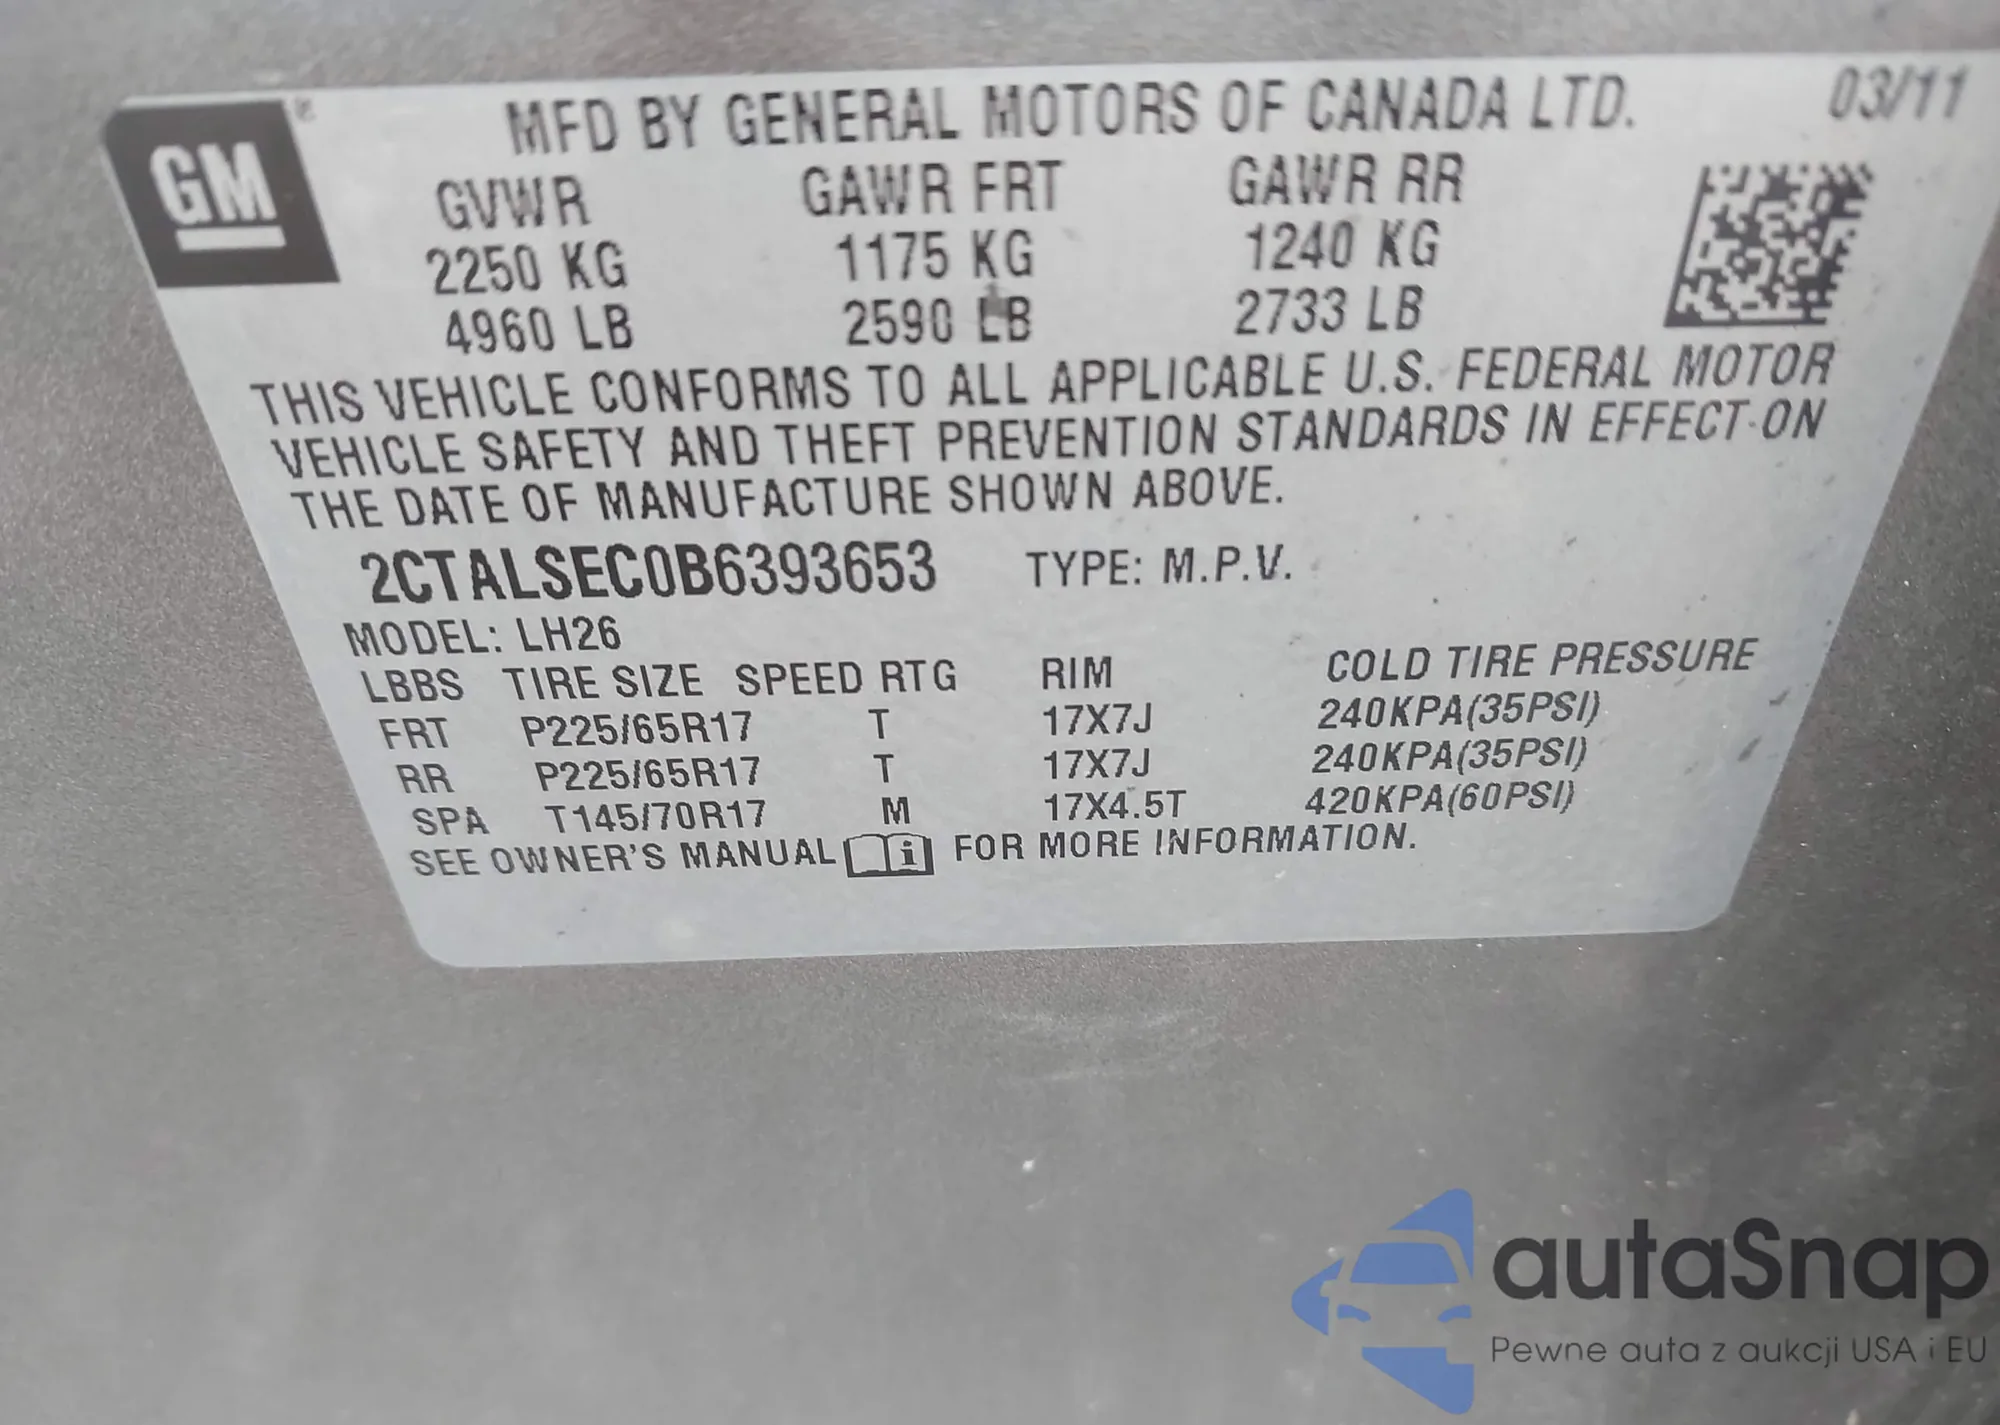 GM® MFD BY GENERAL MOTORS OF CANADA LTD. 03/11
GVWR GAWR FRT GAWR RR
2250 KG 1175 KG 1240 KG
4960 LB 2590 LB 2733 LB
THIS VEHICLE CONFORMS TO ALL APPLICABLE U.S. FEDERAL MOTOR
VEHICLE SAFETY AND THEFT PREVENTION STANDARDS IN EFFECT ON
THE DATE OF MANUFACTURE SHOWN ABOVE.
2CTALSEC0B6393653 TYPE: M.P.V.
MODEL: LH26
LBBS TIRE SIZE SPEED RTG RIM COLD TIRE PRESSURE
FRT P225/65R17 T 17X7J 240KPA(35PSI)
RR P225/65R17 T 17X7J 240KPA(35PSI)
SPA T145/70R17 M 17X4.5T 420KPA(60PSI)
SEE OWNER'S MANUAL i FOR MORE INFORMATION.
autaSnap
Pewne auta z aukcji USA i EU